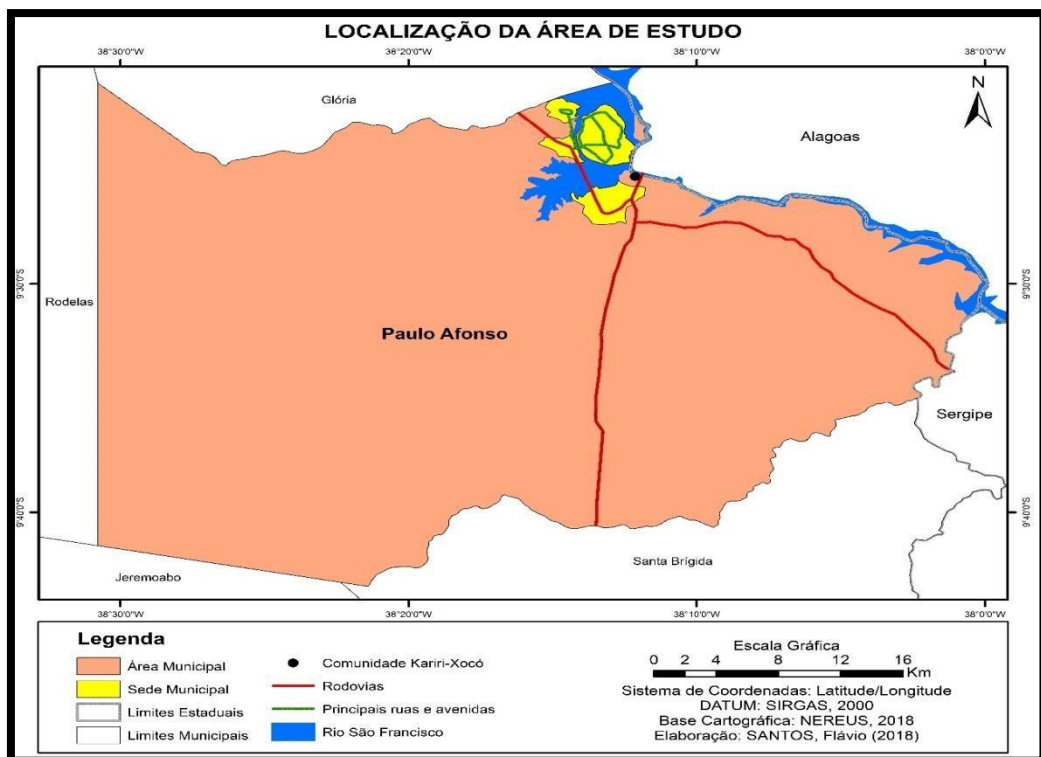 LOCALIZAÇÃO DA ÁREA DE ESTUDO
38°30'0"W 38°20'0"W 38°10'0"W 38°0'0"W
N
Glória
Alagoas
9°30'0"S 9°30'0"S
Rodelas
Paulo Afonso
Sergipe
9°40'0"S 9°40'0"S
Santa Brígida
Jeremoabo
38°30'0"W 38°20'0"W 38°10'0"W 38°0'0"W
Legenda
Área Municipal
Sede Municipal
Limites Estaduais
Limites Municipais
Comunidade Kariri-Xocó
Rodovias
Principais ruas e avenidas
Rio São Francisco
Escala Gráfica
0 2 4 8 12 16
Km
Sistema de Coordenadas: Latitude/Longitude
DATUM: SIRGAS, 2000
Base Cartográfica: NEREUS, 2018
Elaboração: SANTOS, Flávio (2018)